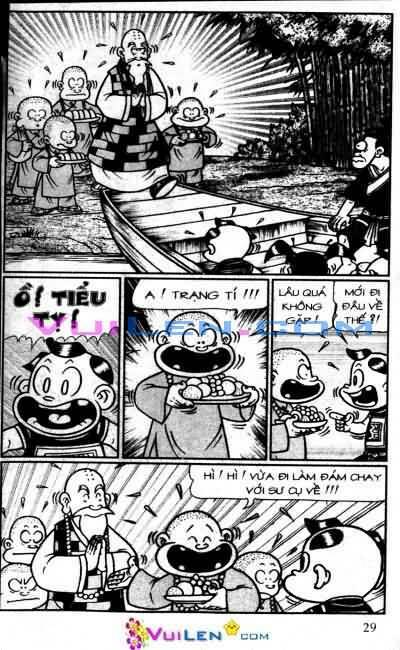 Ồ! TIỂU
TY!
A! TRẠNG TÍ!!!
LÂU QUÁ
KHÔNG
GẶP!
MỚI ĐI
ĐÂU VỀ
THẾ?!
VUILEN.COM
HÌ! HÌ! VỪA ĐI LÀM ĐÁM CHAY
VỚI SƯ CỤ VỀ!!!
29
VUILEN.COM